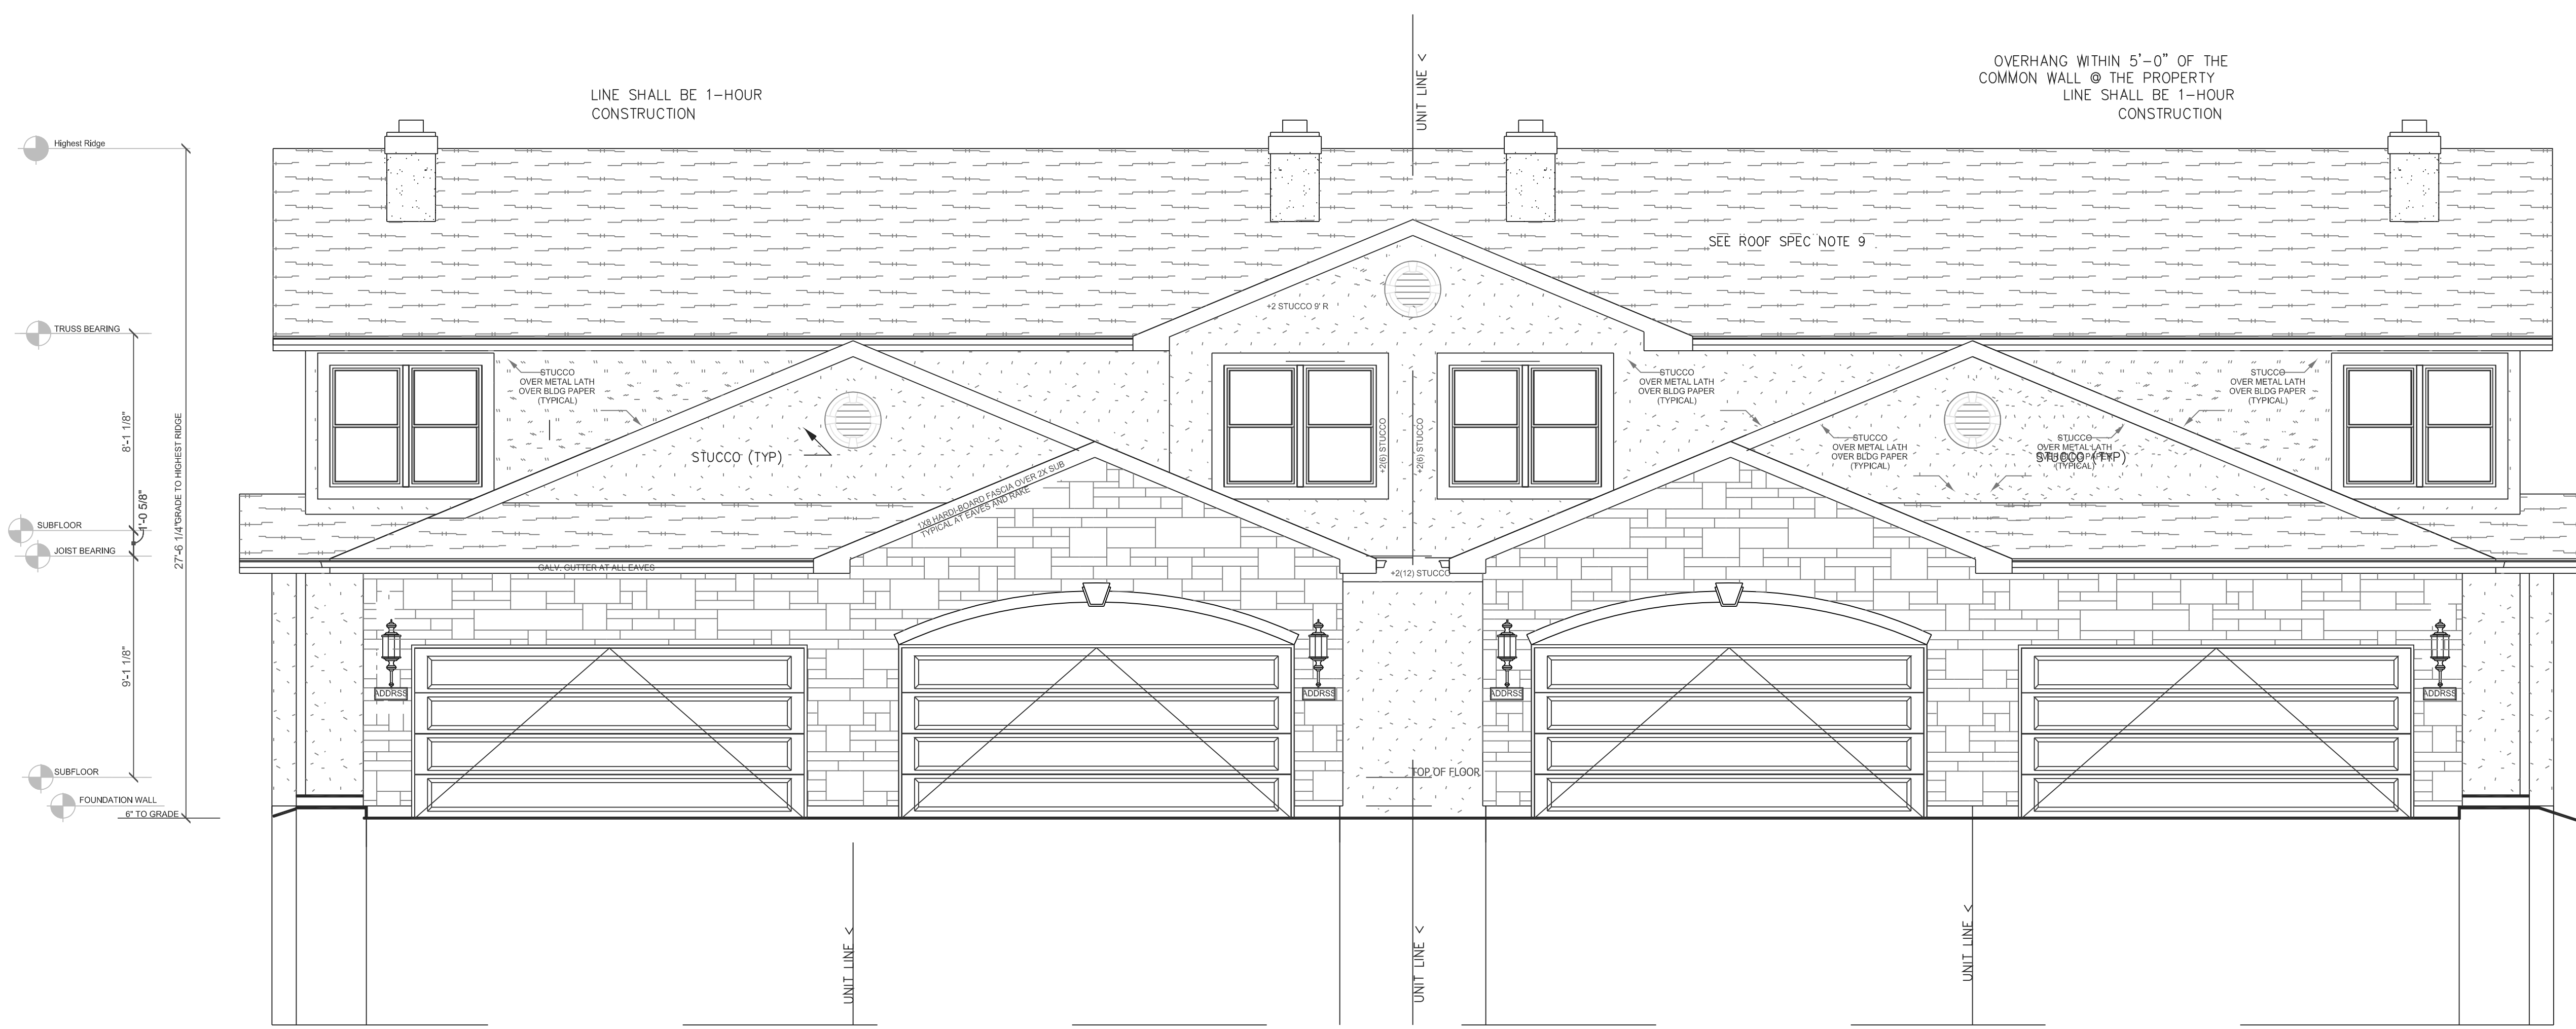 UNIT LINE <
OVERHANG WITHIN 5'-0" OF THE
COMMON WALL @ THE PROPERTY
LINE SHALL BE 1-HOUR
CONSTRUCTION
LINE SHALL BE 1-HOUR
CONSTRUCTION
Highest Ridge
SEE ROOF SPEC NOTE 9
+2 STUCCO 9' R
TRUSS BEARING
STUCCO
OVER METAL LATH
OVER BLDG PAPER
(TYPICAL)
STUCCO
OVER METAL LATH
OVER BLDG PAPER
(TYPICAL)
STUCCO
OVER METAL LATH
OVER BLDG PAPER
(TYPICAL)
8'-1 1/8"
27'-6 1/4" GRADE TO HIGHEST RIDGE
+2(6) STUCCO
+2(6) STUCCO
STUCCO (TYP)
STUCCO
OVER METAL LATH
OVER BLDG PAPER
(TYPICAL)
STUCCO
OVER METAL LATH
OVER BLDG PAPER
(TYPICAL)
STUCCO (TYP)
1X8 HARDI-BOARD FASCIA OVER 2X SUB
TYPICAL AT EAVES AND RAKE
1'-0 5/8"
SUBFLOOR
JOIST BEARING
GALV. GUTTER AT ALL EAVES
+2(12) STUCCO
9'-1 1/8"
ADDRSS
ADDRSS
ADDRSS
ADDRSS
SUBFLOOR
TOP OF FLOOR
FOUNDATION WALL
6" TO GRADE
UNIT LINE <
UNIT LINE <
UNIT LINE <